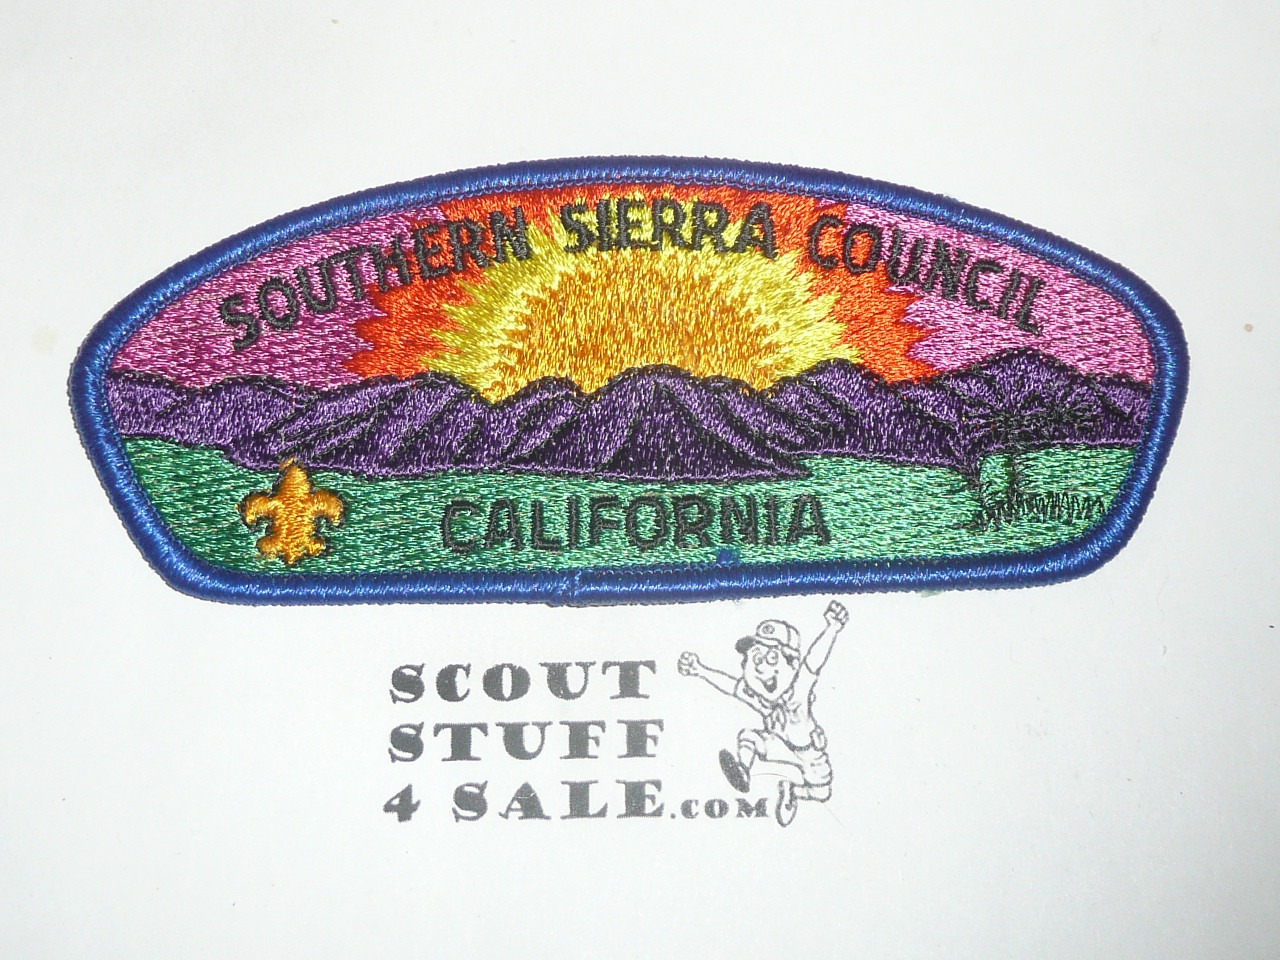 SOUTHERN SIERRA COUNCIL
CALIFORNIA
SCOUT
STUFF
4 SALE.COM